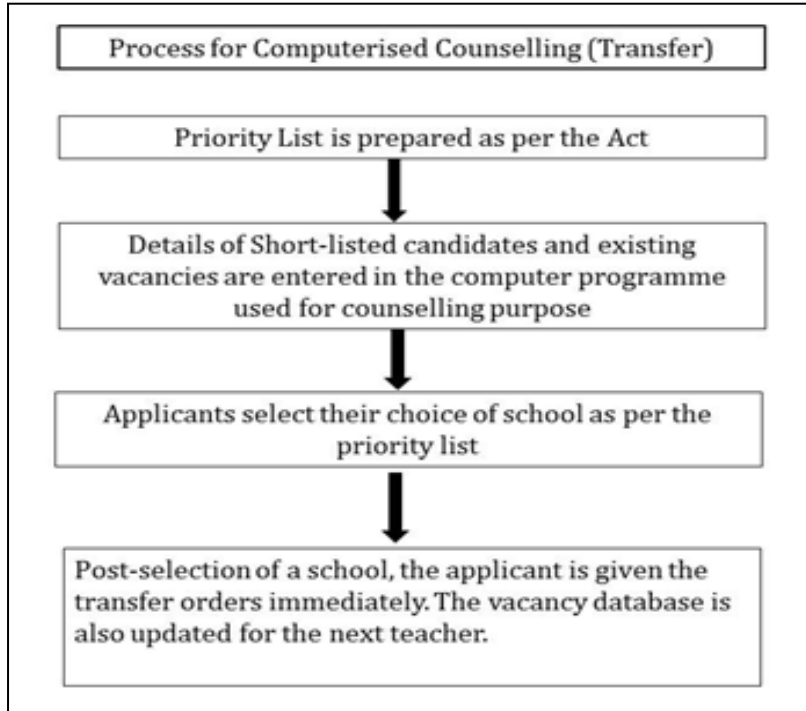 Process for Computerised Counselling (Transfer)
Priority List is prepared as per the Act
Details of Short-listed candidates and existing
vacancies are entered in the computer programme
used for counselling purpose
Applicants select their choice of school as per the
priority list
Post-selection of a school, the applicant is given the
transfer orders immediately. The vacancy database is
also updated for the next teacher.